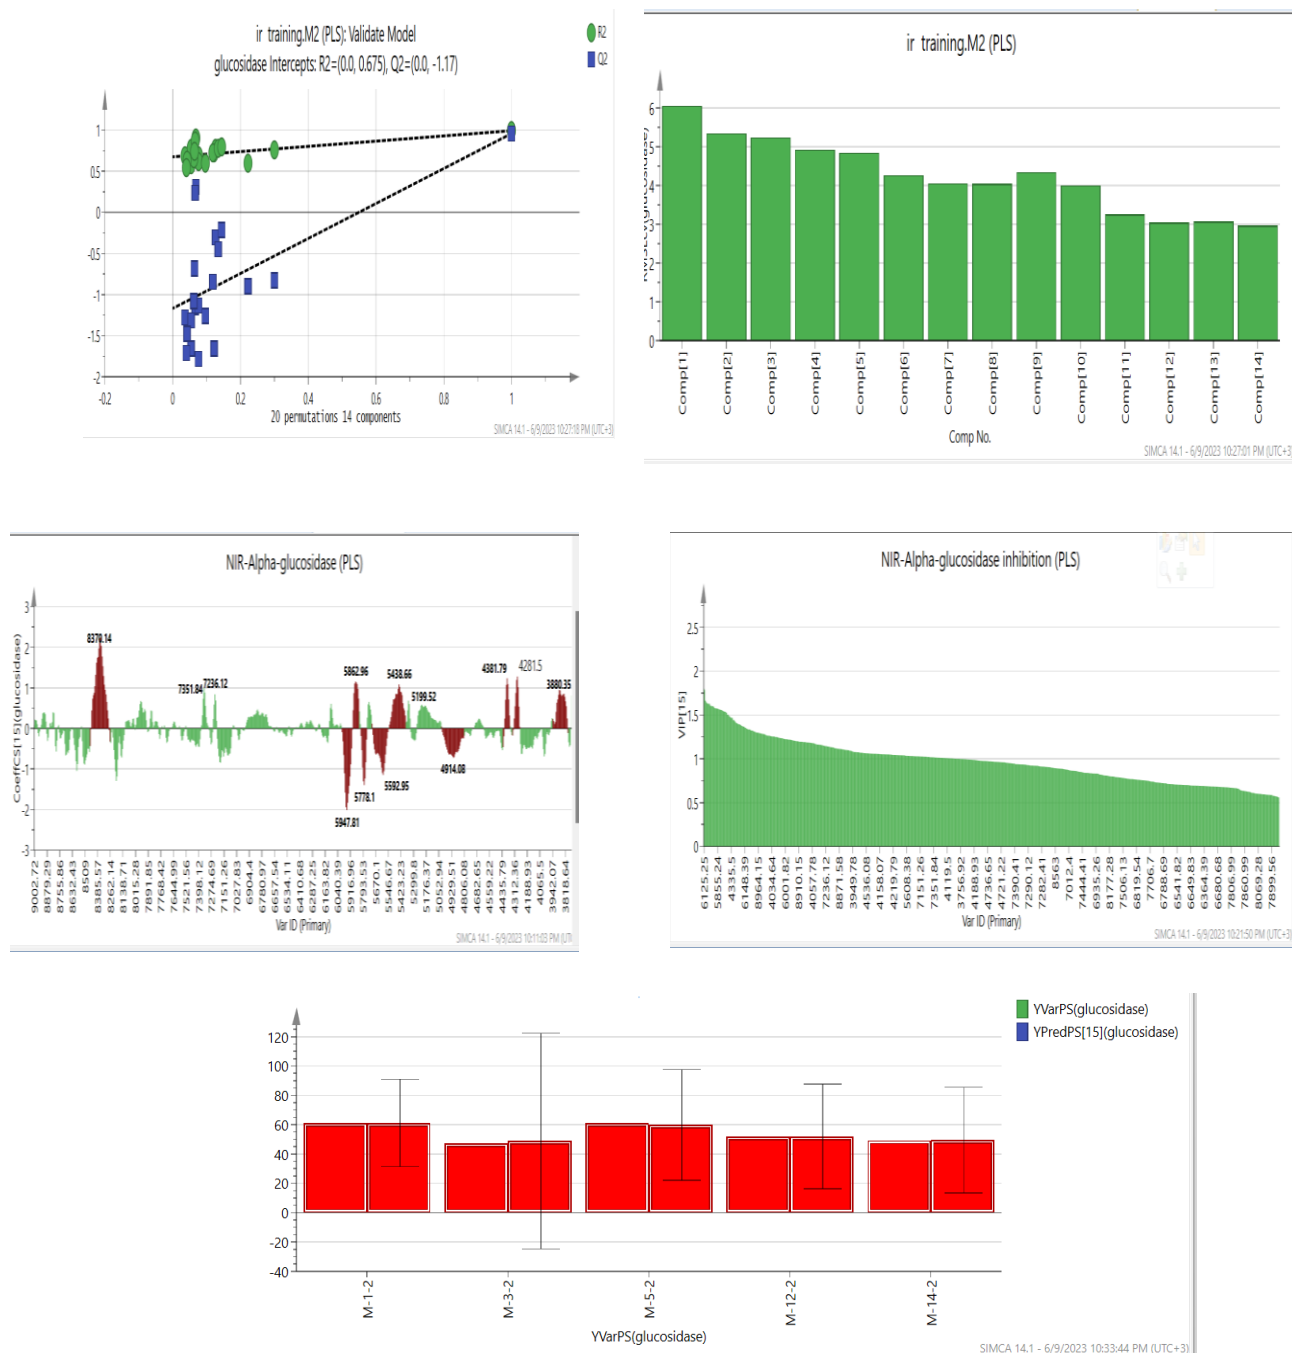 ir training.M2 (PLS): Validate Model
glucosidase Intercepts: R2=(0.0, 0.675), Q2=(0.0, -1.17)
R2
Q2
1
0.5
0
-0.5
-1
-1.5
-2
-0.2 0 0.2 0.4 0.6 0.8 1
20 permutations 14 components
SIMCA 14.1 - 6/9/2023 10:27:18 PM (UTC+3)
ir training.M2 (PLS)
6
5
4
3
2
1
0
Comp[1] Comp[2] Comp[3] Comp[4] Comp[5] Comp[6] Comp[7] Comp[8] Comp[9] Comp[10] Comp[11] Comp[12] Comp[13] Comp[14]
Comp No.
SIMCA 14.1 - 6/9/2023 10:27:01 PM (UTC+3)
NIR-Alpha-glucosidase (PLS)
CoeffCS[15](glucosidase)
3
2
1
0
-1
-2
-3
8370.14
7351.84 7236.12
5862.96
5438.66
5199.52
4381.79
4281.5
3880.35
4914.08
5592.95
5778.1
5947.81
9002.72 8879.29 8755.86 8632.43 8509 8385.57 8262.14 8138.71 8015.28 7891.85 7768.42 7644.99 7521.56 7398.12 7274.69 7151.26 7027.83 6904.4 6780.97 6657.54 6534.11 6410.68 6287.25 6163.82 6040.39 5916.96 5793.53 5670.1 5546.67 5423.23 5299.8 5176.37 5052.94 4929.51 4806.08 4682.65 4559.22 4435.79 4312.36 4188.93 4065.5 3942.07 3818.64
Var ID (Primary)
SIMCA 14.1 - 6/9/2023 10:11:03 PM (UT
NIR-Alpha-glucosidase inhibition (PLS)
VIP[15]
2.5
2
1.5
1
0.5
0
6125.25 5855.24 4335.5 6148.39 8964.15 4034.64 6001.82 8910.15 4057.78 7236.12 8871.58 3949.78 4536.08 4158.07 4219.79 5608.38 7151.26 7351.84 4119.5 3756.92 4188.93 4736.65 4721.22 7390.41 7290.12 7282.41 8563 7012.4 7444.41 6935.26 8177.28 7506.13 6819.54 7706.7 6788.69 6541.82 6649.83 6364.39 6680.68 7806.99 7860.99 8069.28 7899.56
Var ID (Primary)
SIMCA 14.1 - 6/9/2023 10:21:50 PM (UTC+3)
YVarPS(glucosidase)
YPredPS[15](glucosidase)
120
100
80
60
40
20
0
-20
-40
M-1-2 M-3-2 M-5-2 M-12-2 M-14-2
YVarPS(glucosidase)
SIMCA 14.1 - 6/9/2023 10:33:44 PM (UTC+3)